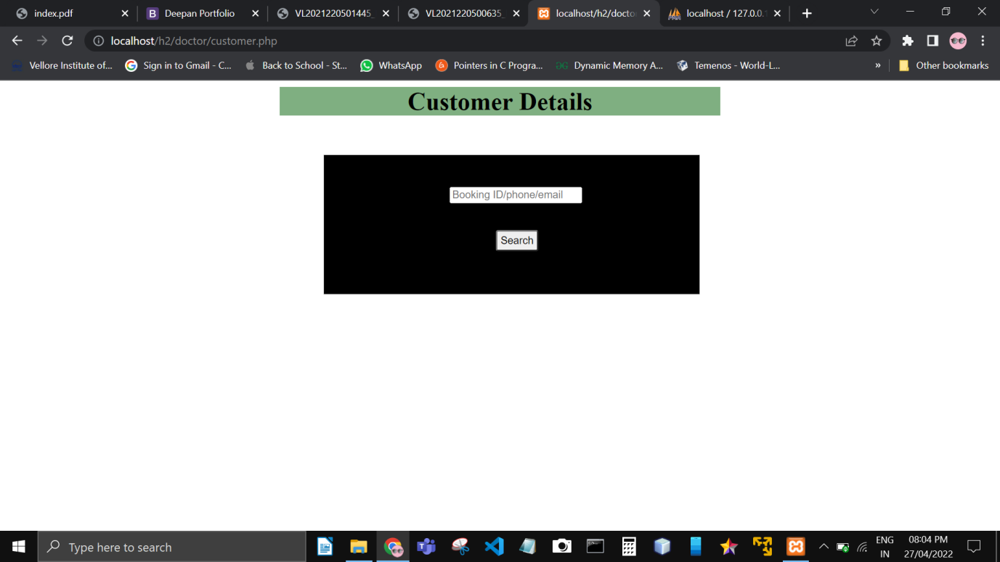 index.pdf
Deepan Portfolio
VL2021220501445_
VL2021220500635_
localhost/h2/docto
localhost / 127.0.0.1
localhost/h2/doctor/customer.php
Vellore Institute of...
Sign in to Gmail - C...
Back to School - St...
WhatsApp
Pointers in C Progra...
Dynamic Memory A...
Temenos - World-L...
»
Other bookmarks
Customer Details
Booking ID/phone/email
Search
Type here to search
ENG
IN
08:04 PM
27/04/2022